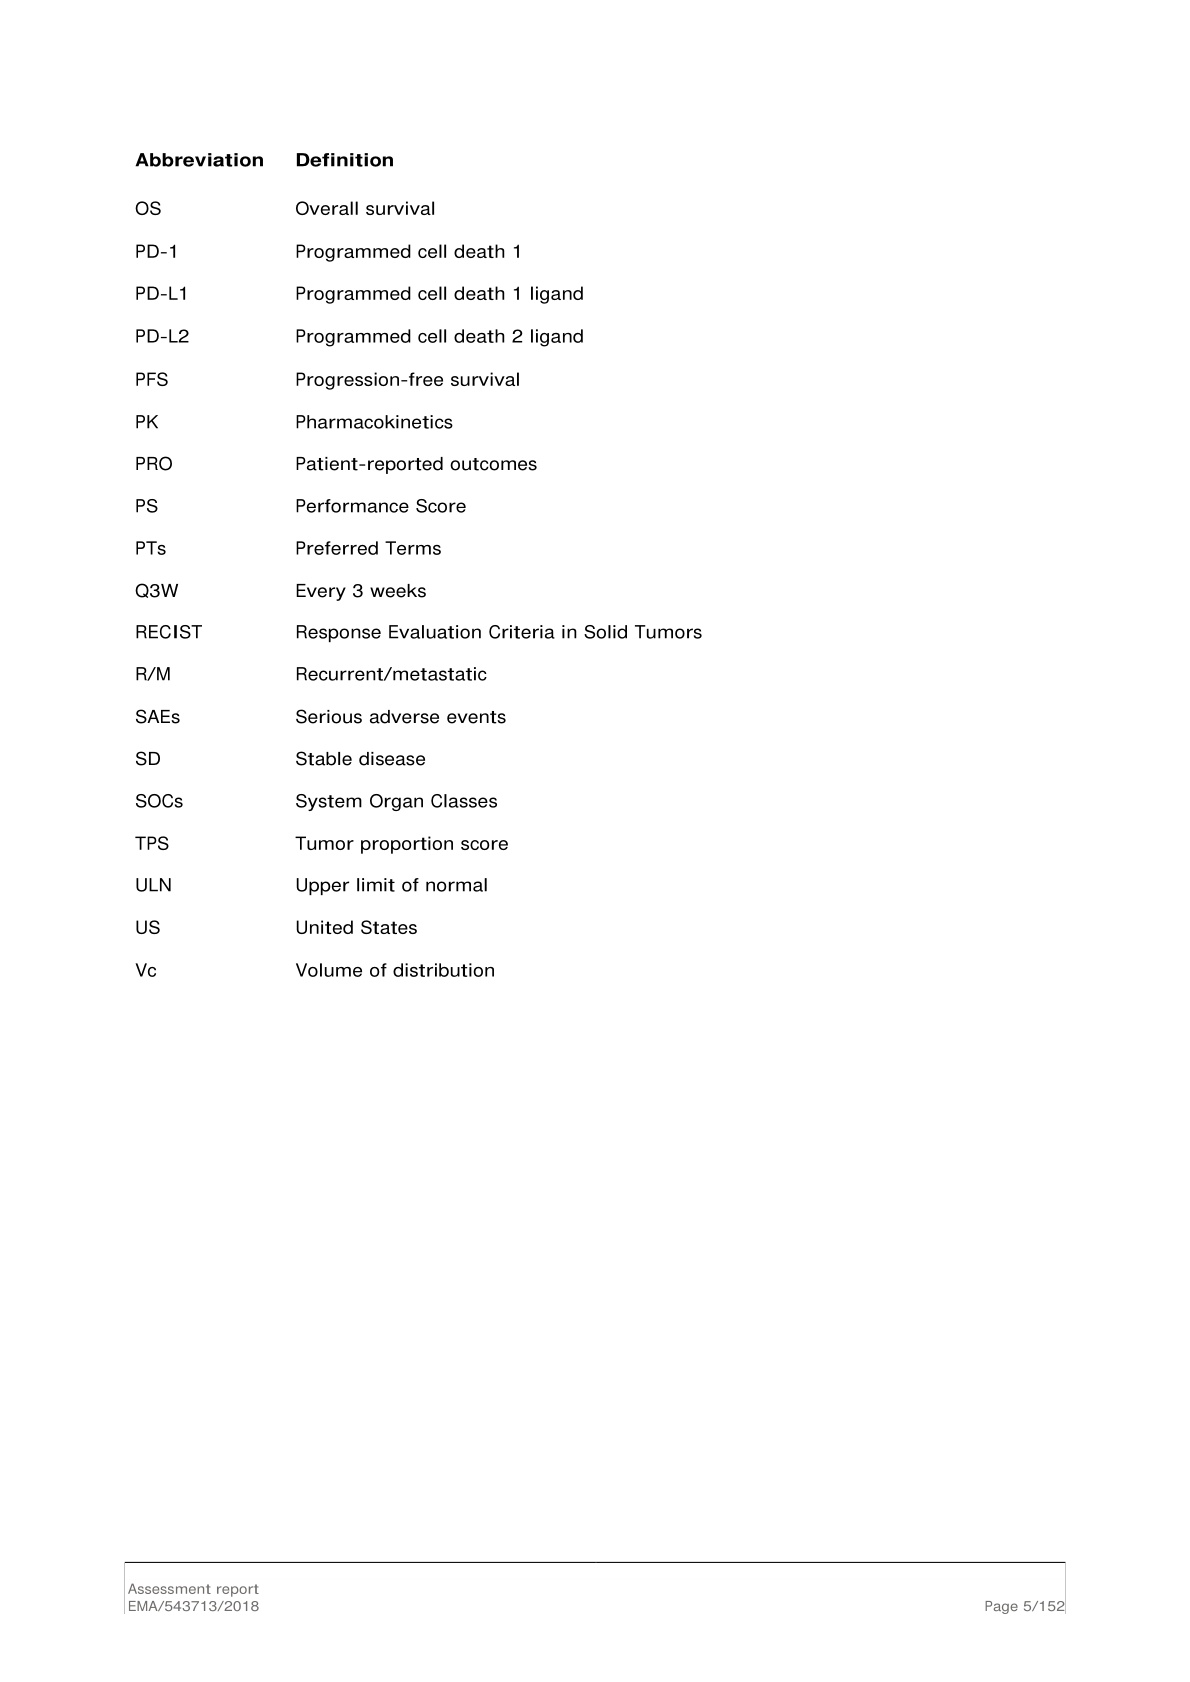 Abbreviation Definition
OS Overall survival
PD-1 Programmed cell death 1
PD-L1 Programmed cell death 1 ligand
PD-L2 Programmed cell death 2 ligand
PFS Progression-free survival
PK Pharmacokinetics
PRO Patient-reported outcomes
PS Performance Score
PTs Preferred Terms
Q3W Every 3 weeks
RECIST Response Evaluation Criteria in Solid Tumors
R/M Recurrent/metastatic
SAEs Serious adverse events
SD Stable disease
SOCs System Organ Classes
TPS Tumor proportion score
ULN Upper limit of normal
US United States
Vc Volume of distribution
Assessment report
EMA/543713/2018 Page 5/152